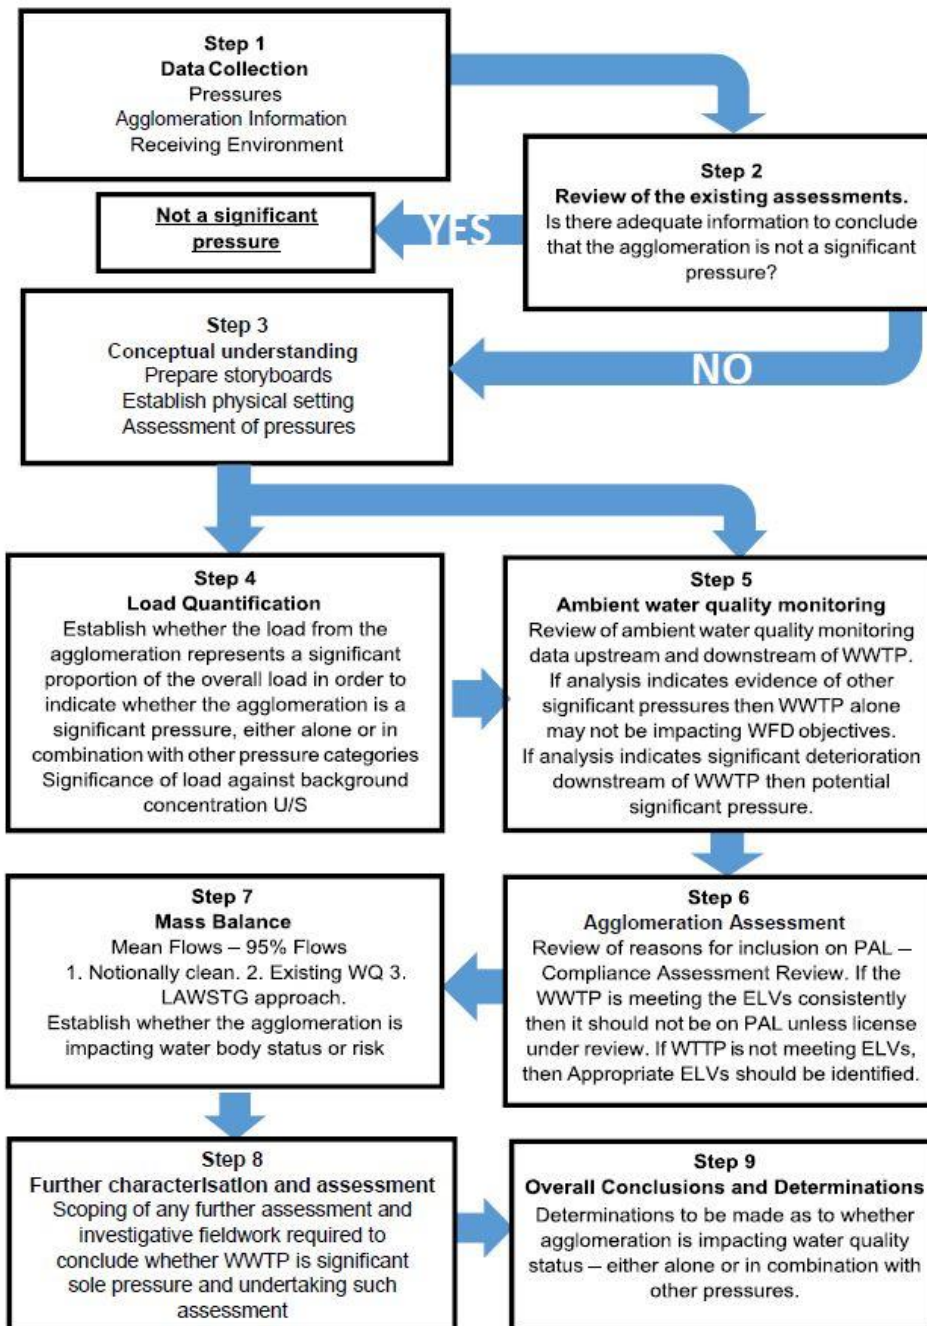 Step 1
Data Collection
Pressures
Agglomeration Information
Receiving Environment
Step 2
Review of the existing assessments.
Is there adequate information to conclude
that the agglomeration is not a significant
pressure?
YES
Not a significant
pressure
NO
Step 3
Conceptual understanding
Prepare storyboards
Establish physical setting
Assessment of pressures
Step 4
Load Quantification
Establish whether the load from the
agglomeration represents a significant
proportion of the overall load in order to
indicate whether the agglomeration is a
significant pressure, either alone or in
combination with other pressure categories
Significance of load against background
concentration U/S
Step 5
Ambient water quality monitoring
Review of ambient water quality monitoring
data upstream and downstream of WWTP.
If analysis indicates evidence of other
significant pressures then WWTP alone
may not be impacting WFD objectives.
If analysis indicates significant deterioration
downstream of WWTP then potential
significant pressure.
Step 6
Agglomeration Assessment
Review of reasons for inclusion on PAL –
Compliance Assessment Review. If the
WWTP is meeting the ELVs consistently
then it should not be on PAL unless license
under review. If WTTP is not meeting ELVs,
then Appropriate ELVs should be identified.
Step 7
Mass Balance
Mean Flows – 95% Flows
1. Notionally clean. 2. Existing WQ 3.
LAWSTG approach.
Establish whether the agglomeration is
impacting water body status or risk
Step 8
Further characterisation and assessment
Scoping of any further assessment and
investigative fieldwork required to
conclude whether WWTP is significant
sole pressure and undertaking such
assessment
Step 9
Overall Conclusions and Determinations
Determinations to be made as to whether
agglomeration is impacting water quality
status – either alone or in combination with
other pressures.